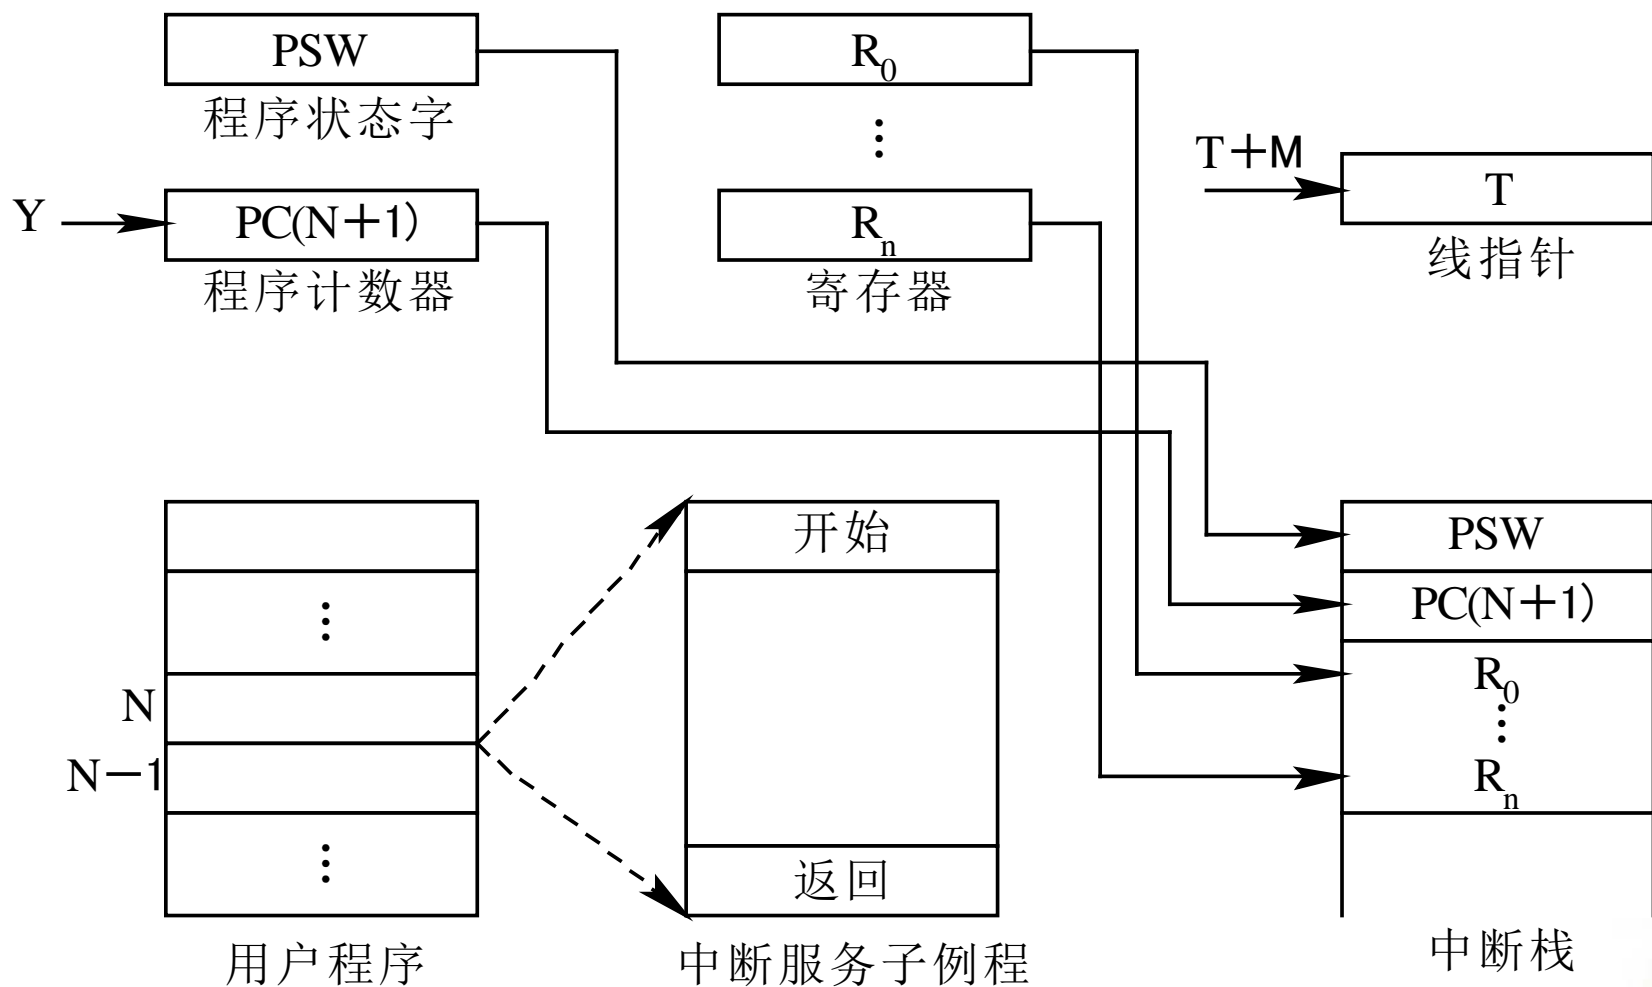 PSW
程序状态字
Y
PC(N+1)
程序计数器
R0
⋮
Rn
寄存器
T+M
T
线指针
⋮
N
N-1
⋮
用户程序
开始
返回
中断服务子例程
PSW
PC(N+1)
R0
⋮
Rn
中断栈